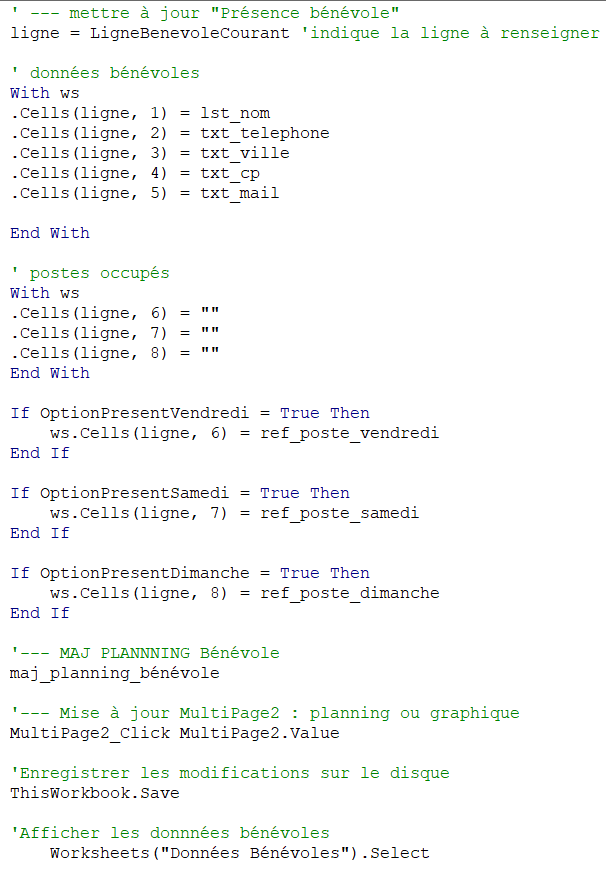 ' --- mettre à jour "Présence bénévole"
ligne = LigneBenevoleCourant 'indique la ligne à renseigner
' données bénévoles
With ws
.Cells(ligne, 1) = lst_nom
.Cells(ligne, 2) = txt_telephone
.Cells(ligne, 3) = txt_ville
.Cells(ligne, 4) = txt_cp
.Cells(ligne, 5) = txt_mail
End With
' postes occupés
With ws
.Cells(ligne, 6) = ""
.Cells(ligne, 7) = ""
.Cells(ligne, 8) = ""
End With
If OptionPresentVendredi = True Then
    ws.Cells(ligne, 6) = ref_poste_vendredi
End If
If OptionPresentSamedi = True Then
    ws.Cells(ligne, 7) = ref_poste_samedi
End If
If OptionPresentDimanche = True Then
    ws.Cells(ligne, 8) = ref_poste_dimanche
End If
'--- MAJ PLANNNING Bénévole
maj_planning_bénévole
'--- Mise à jour MultiPage2 : planning ou graphique
MultiPage2_Click MultiPage2.Value
'Enregistrer les modifications sur le disque
ThisWorkbook.Save
'Afficher les donnnées bénévoles
    Worksheets("Données Bénévoles").Select